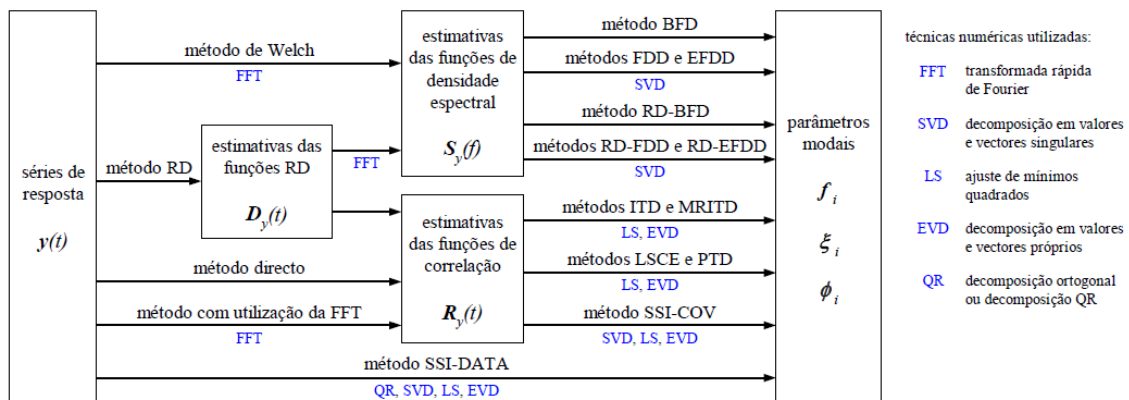 séries de
resposta
y(t)
método de Welch
FFT
método RD
estimativas das
funções RD
D_y(t)
FFT
método directo
método com utilização da FFT
FFT
método SSI-DATA
QR, SVD, LS, EVD
estimativas
das funções de
densidade
espectral
S_y(f)
estimativas
das funções de
correlação
R_y(t)
método BFD
métodos FDD e EFDD
SVD
método RD-BFD
métodos RD-FDD e RD-EFDD
SVD
métodos ITD e MRITD
LS, EVD
métodos LSCE e PTD
LS, EVD
método SSI-COV
SVD, LS, EVD
parâmetros
modais
f_i
ξ_i
ϕ_i
técnicas numéricas utilizadas:
FFT transformada rápida
de Fourier
SVD decomposição em valores
e vectores singulares
LS ajuste de mínimos
quadrados
EVD decomposição em valores
e vectores próprios
QR decomposição ortogonal
ou decomposição QR